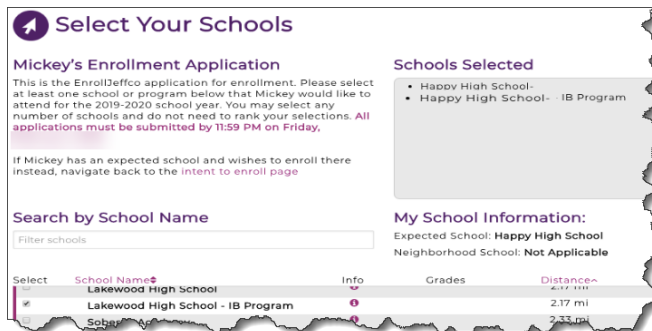 Select Your Schools
Mickey's Enrollment Application
This is the EnrollJeffco application for enrollment. Please select
at least one school or program below that Mickey would like to
attend for the 2019-2020 school year. You may select any
number of schools and do not need to rank your selections. All
applications must be submitted by 11:59 PM on Friday,
If Mickey has an expected school and wishes to enroll there
instead, navigate back to the intent to enroll page
Schools Selected
• Happy High School-
• Happy High School- - IB Program
Search by School Name
Filter schools
My School Information:
Expected School: Happy High School
Neighborhood School: Not Applicable
Select School Name Info Grades Distance
Lakewood High School 2.17 mi
Lakewood High School - IB Program 2.17 mi
2.33 mi